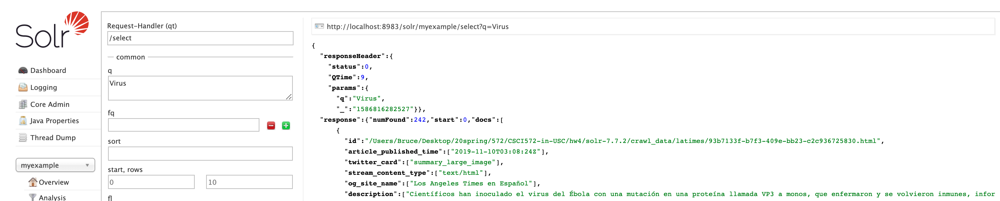 Solr
Dashboard
Logging
Core Admin
Java Properties
Thread Dump
myexample
Overview
Analysis
Request-Handler (qt)
/select
common
q
Virus
fq
sort
start, rows
0
10
fl
http://localhost:8983/solr/myexample/select?q=Virus
{
"responseHeader":{
"status":0,
"QTime":9,
"params":{
"q":"Virus",
"_":"1586816282527"}},
"response":{"numFound":242,"start":0,"docs":[
{
"id":"/Users/Bruce/Desktop/20spring/572/CSCI572-in-USC/hw4/solr-7.7.2/crawl_data/latimes/93b7133f-b7f3-409e-bb23-c2c936725830.html",
"article_published_time":["2019-11-10T03:08:24Z"],
"twitter_card":["summary_large_image"],
"stream_content_type":["text/html"],
"og_site_name":["Los Angeles Times en Español"],
"description":["Científicos han inoculado el virus del Ébola con una mutación en una proteína llamada VP3 a monos, que enfermaron y se volvieron inmunes, infor